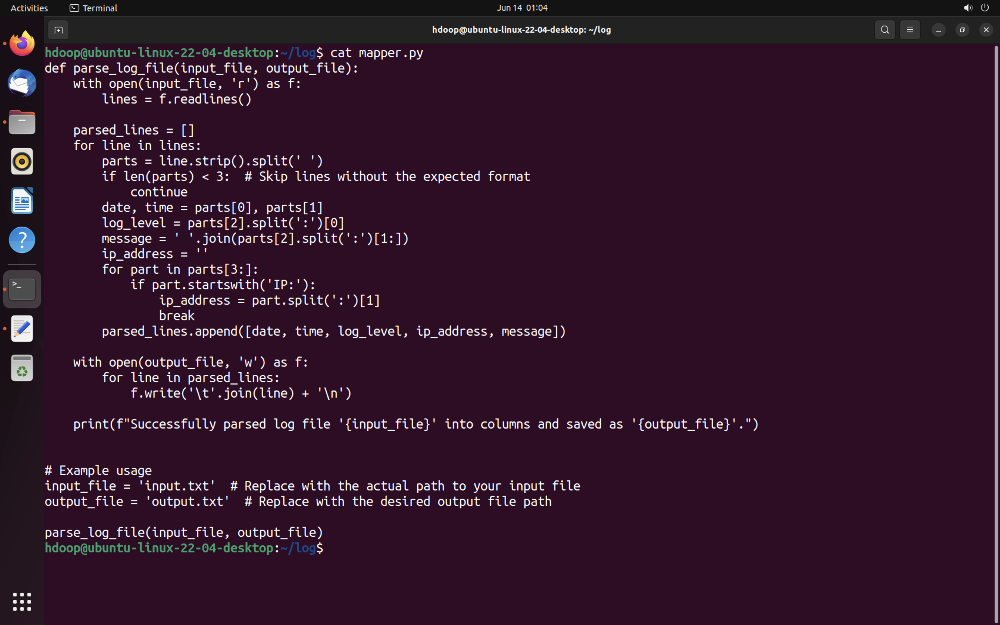 Activities Terminal Jun 14 01:04
hdoop@ubuntu-linux-22-04-desktop: ~/log
hdoop@ubuntu-linux-22-04-desktop:~/log$ cat mapper.py
def parse_log_file(input_file, output_file):
    with open(input_file, 'r') as f:
        lines = f.readlines()

    parsed_lines = []
    for line in lines:
        parts = line.strip().split(' ')
        if len(parts) < 3:  # Skip lines without the expected format
            continue
        date, time = parts[0], parts[1]
        log_level = parts[2].split(':')[0]
        message = ' '.join(parts[2].split(':')[1:])
        ip_address = ''
        for part in parts[3:]:
            if part.startswith('IP:'):
                ip_address = part.split(':')[1]
                break
        parsed_lines.append([date, time, log_level, ip_address, message])

    with open(output_file, 'w') as f:
        for line in parsed_lines:
            f.write('\t'.join(line) + '\n')

    print(f"Successfully parsed log file '{input_file}' into columns and saved as '{output_file}'.")


# Example usage
input_file = 'input.txt'  # Replace with the actual path to your input file
output_file = 'output.txt'  # Replace with the desired output file path

parse_log_file(input_file, output_file)
hdoop@ubuntu-linux-22-04-desktop:~/log$